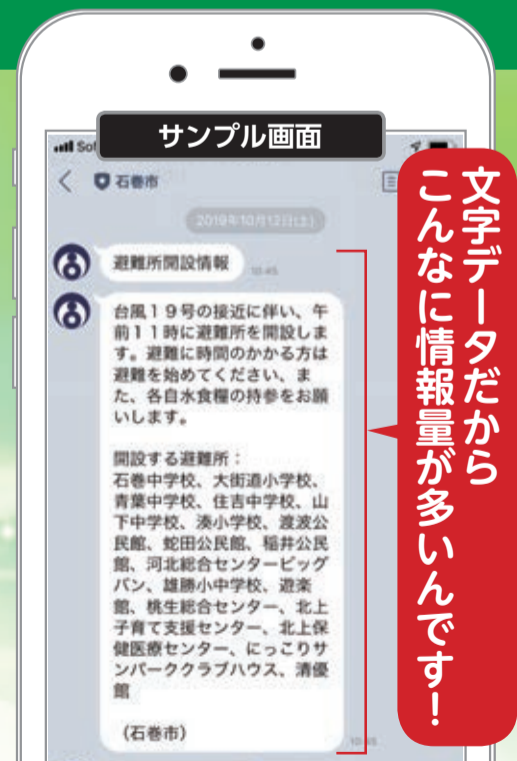 サンプル画面
石巻市
2019年10月12日(土)
避難所開設情報
10:45
台風19号の接近に伴い、午
前11時に避難所を開設しま
す。避難に時間のかかる方は
避難を始めてください、ま
た、各自水食糧の持参をお願
いします。
開設する避難所：
石巻中学校、大街道小学校、
青葉中学校、住吉中学校、山
下中学校、湊小学校、渡波公
民館、蛇田公民館、稲井公民
館、河北総合センタービッグ
バン、雄勝小中学校、遊楽
館、桃生総合センター、北上
子育て支援センター、北上保
健医療センター、にっこりサ
ンパーククラブハウス、清優
館
（石巻市）
10:45
文字データだから
こんなに情報量が多いんです！